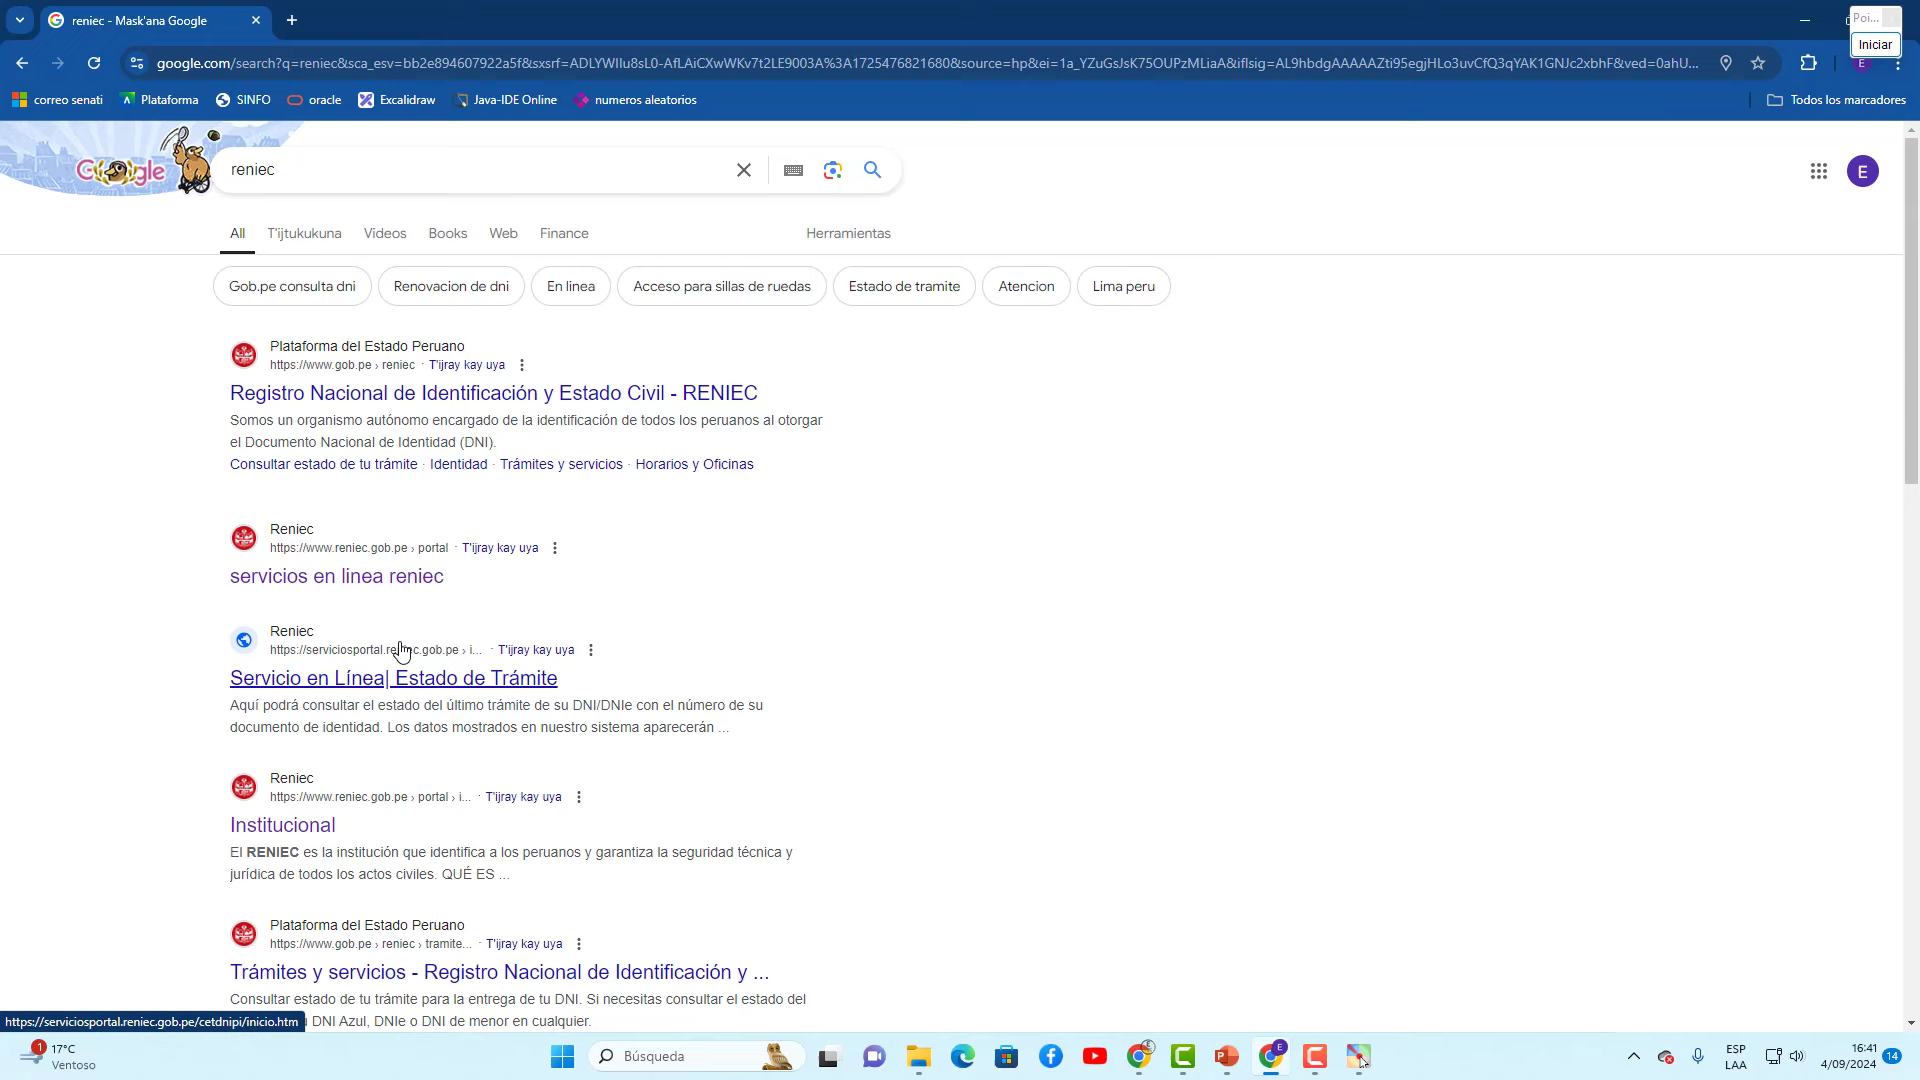 reniec - Mask'ana Google
Poi...
Iniciar
google.com/search?q=reniec&sca_esv=bb2e894607922a5f&sxsrf=ADLYWIIu8sL0-AfLAiCXwWKv7t2LE9003A%3A1725476821680&source=hp&ei=1a_YZuGsJsK75OUPzMLiaA&iflsig=AL9hbdgAAAAAZti95egjHLo3uvCfQ3qYAK1GNJc2xbhF&ved=0ahU...
E
correo senati
Plataforma
SINFO
oracle
Excalidraw
Java-IDE Online
numeros aleatorios
Todos los marcadores
Google
reniec
E
All
T'ijtukukuna
Videos
Books
Web
Finance
Herramientas
Gob.pe consulta dni
Renovacion de dni
En linea
Acceso para sillas de ruedas
Estado de tramite
Atencion
Lima peru
Plataforma del Estado Peruano
https://www.gob.pe › reniec · T'ijray kay uya
Registro Nacional de Identificación y Estado Civil - RENIEC
Somos un organismo autónomo encargado de la identificación de todos los peruanos al otorgar
el Documento Nacional de Identidad (DNI).
Consultar estado de tu trámite · Identidad · Trámites y servicios · Horarios y Oficinas
Reniec
https://www.reniec.gob.pe › portal · T'ijray kay uya
servicios en linea reniec
Reniec
https://serviciosportal.reniec.gob.pe › i... · T'ijray kay uya
Servicio en Línea| Estado de Trámite
Aquí podrá consultar el estado del último trámite de su DNI/DNIe con el número de su
documento de identidad. Los datos mostrados en nuestro sistema aparecerán ...
Reniec
https://www.reniec.gob.pe › portal › i... · T'ijray kay uya
Institucional
El RENIEC es la institución que identifica a los peruanos y garantiza la seguridad técnica y
jurídica de todos los actos civiles. QUÉ ES ...
Plataforma del Estado Peruano
https://www.gob.pe › reniec › tramite... · T'ijray kay uya
Trámites y servicios - Registro Nacional de Identificación y ...
Consultar estado de tu trámite para la entrega de tu DNI. Si necesitas consultar el estado del
DNI Azul, DNIe o DNI de menor en cualquier.
https://serviciosportal.reniec.gob.pe/cetdnipi/inicio.htm
1
17°C
Ventoso
Búsqueda
E
E
ESP
LAA
16:41
4/09/2024
14